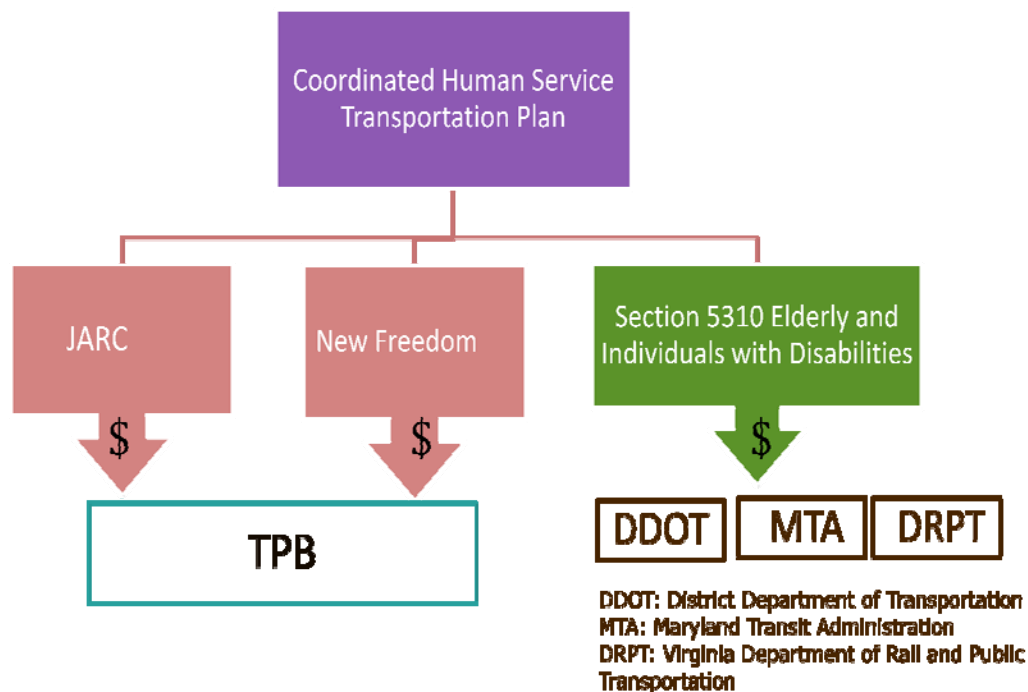 Coordinated Human Service
Transportation Plan
JARC
New Freedom
Section 5310 Elderly and
Individuals with Disabilities
$
$
$
TPB
DDOT
MTA
DRPT
DDOT: District Department of Transportation
MTA: Maryland Transit Administration
DRPT: Virginia Department of Rail and Public
Transportation